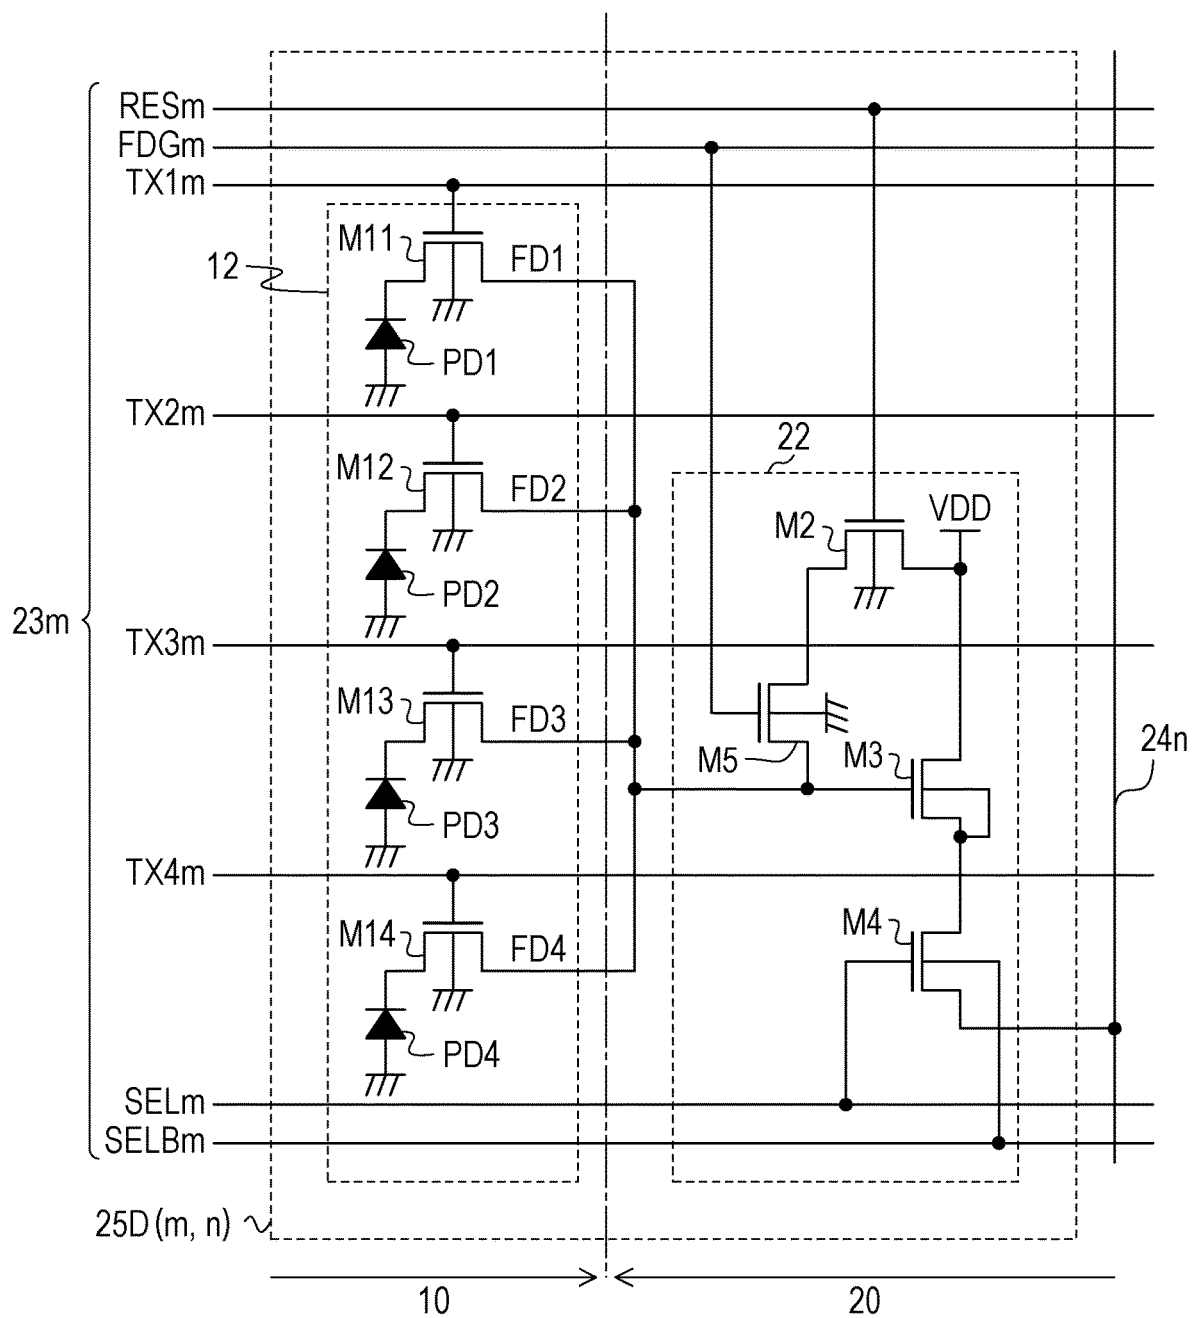 RESm
FDGm
TX1m
M11
FD1
12
PD1
TX2m
22
M12
FD2
VDD
M2
PD2
23m
TX3m
M13
FD3
24n
M5
M3
PD3
TX4m
M14
FD4
M4
PD4
SELm
SELBm
25D (m, n)
10
20